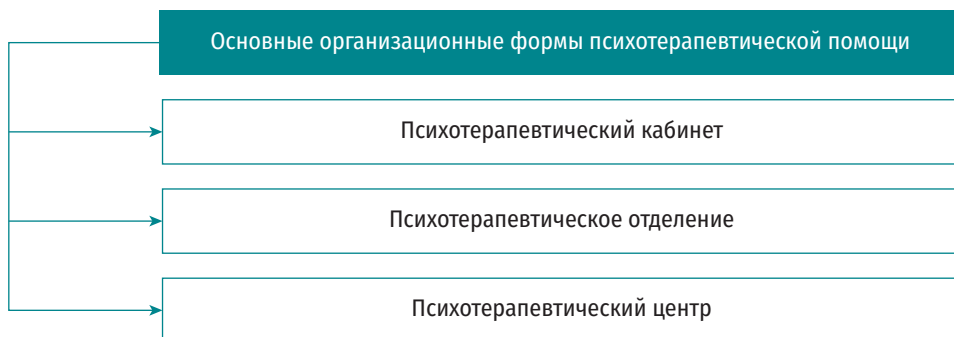 Основные организационные формы психотерапевтической помощи
Психотерапевтический кабинет
Психотерапевтическое отделение
Психотерапевтический центр